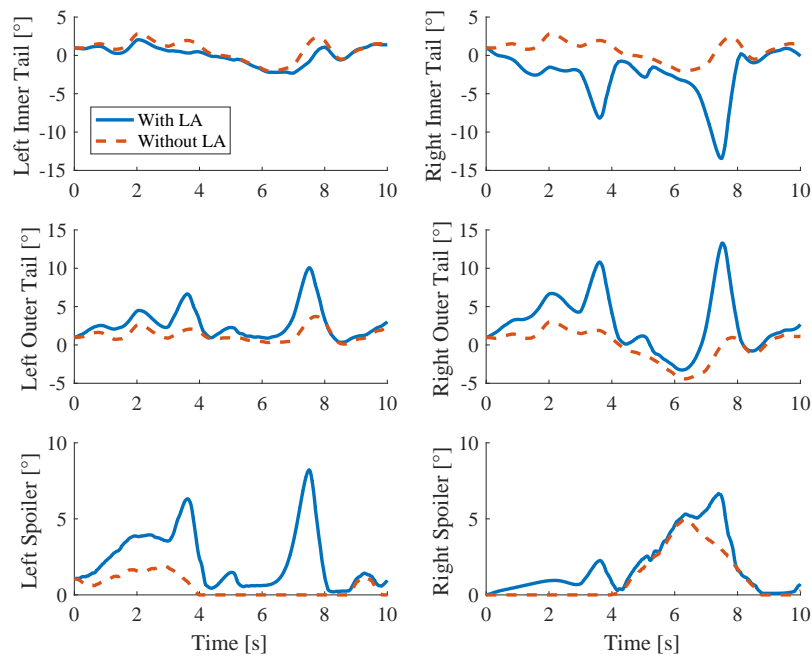 Left Inner Tail [°]
5
0
-5
-10
-15
With LA
Without LA
0 2 4 6 8 10
Right Inner Tail [°]
5
0
-5
-10
-15
0 2 4 6 8 10
Left Outer Tail [°]
15
10
5
0
-5
0 2 4 6 8 10
Right Outer Tail [°]
15
10
5
0
-5
0 2 4 6 8 10
Left Spoiler [°]
10
5
0
0 2 4 6 8 10
Time [s]
Right Spoiler [°]
10
5
0
0 2 4 6 8 10
Time [s]